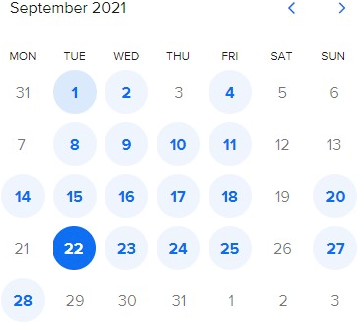 September 2021
MON TUE WED THU FRI SAT SUN
31 1 2 3 4 5 6
7 8 9 10 11 12 13
14 15 16 17 18 19 20
21 22 23 24 25 26 27
28 29 30 31 1 2 3